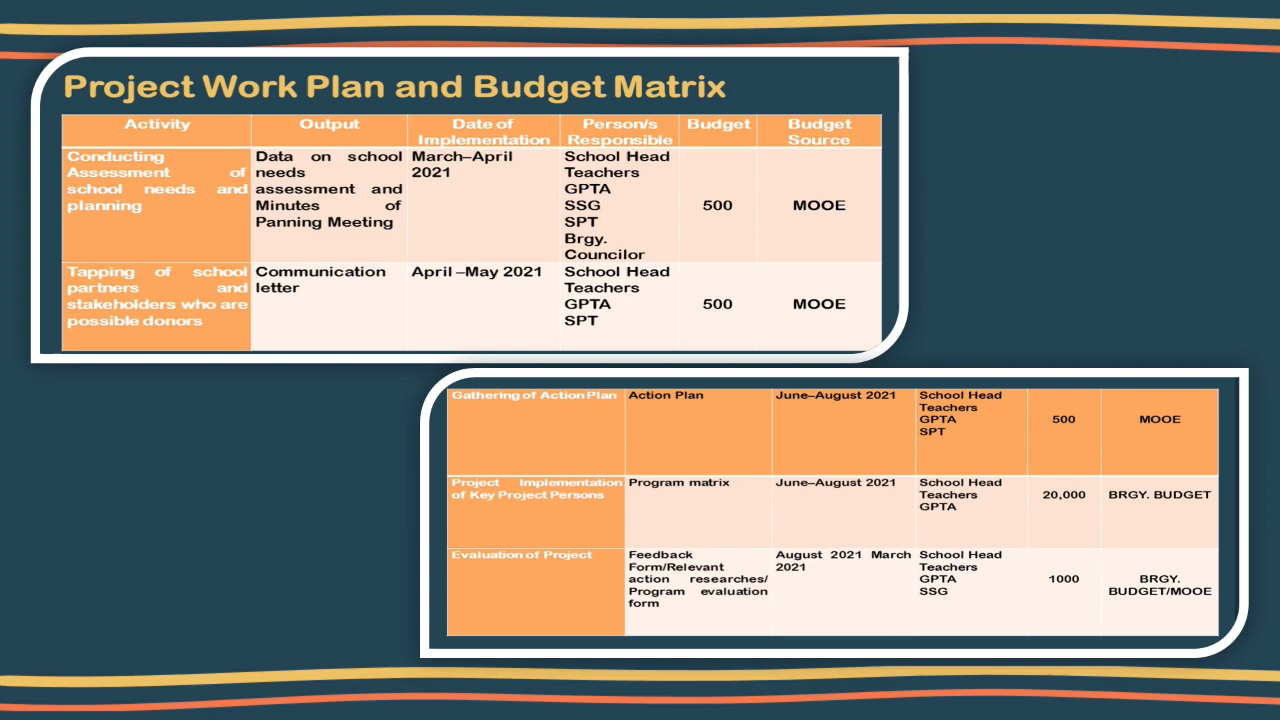 Project Work Plan and Budget Matrix
Activity
Output
Date of
Implementation
Person/s
Responsible
Budget
Budget
Source
Conducting
Assessment of
school needs and
planning
Data on school
needs
assessment and
Minutes of
Panning Meeting
March–April
2021
School Head
Teachers
GPTA
SSG
SPT
Brgy.
Councilor
500
MOOE
Tapping of school
partners and
stakeholders who are
possible donors
Communication
letter
April –May 2021
School Head
Teachers
GPTA
SPT
500
MOOE
Gathering of Action Plan
Action Plan
June–August 2021
School Head
Teachers
GPTA
SPT
500
MOOE
Project Implementation
of Key Project Persons
Program matrix
June–August 2021
School Head
Teachers
GPTA
20,000
BRGY. BUDGET
Evaluation of Project
Feedback
Form/Relevant
action researches/
Program evaluation
form
August 2021 March
2021
School Head
Teachers
GPTA
SSG
1000
BRGY.
BUDGET/MOOE